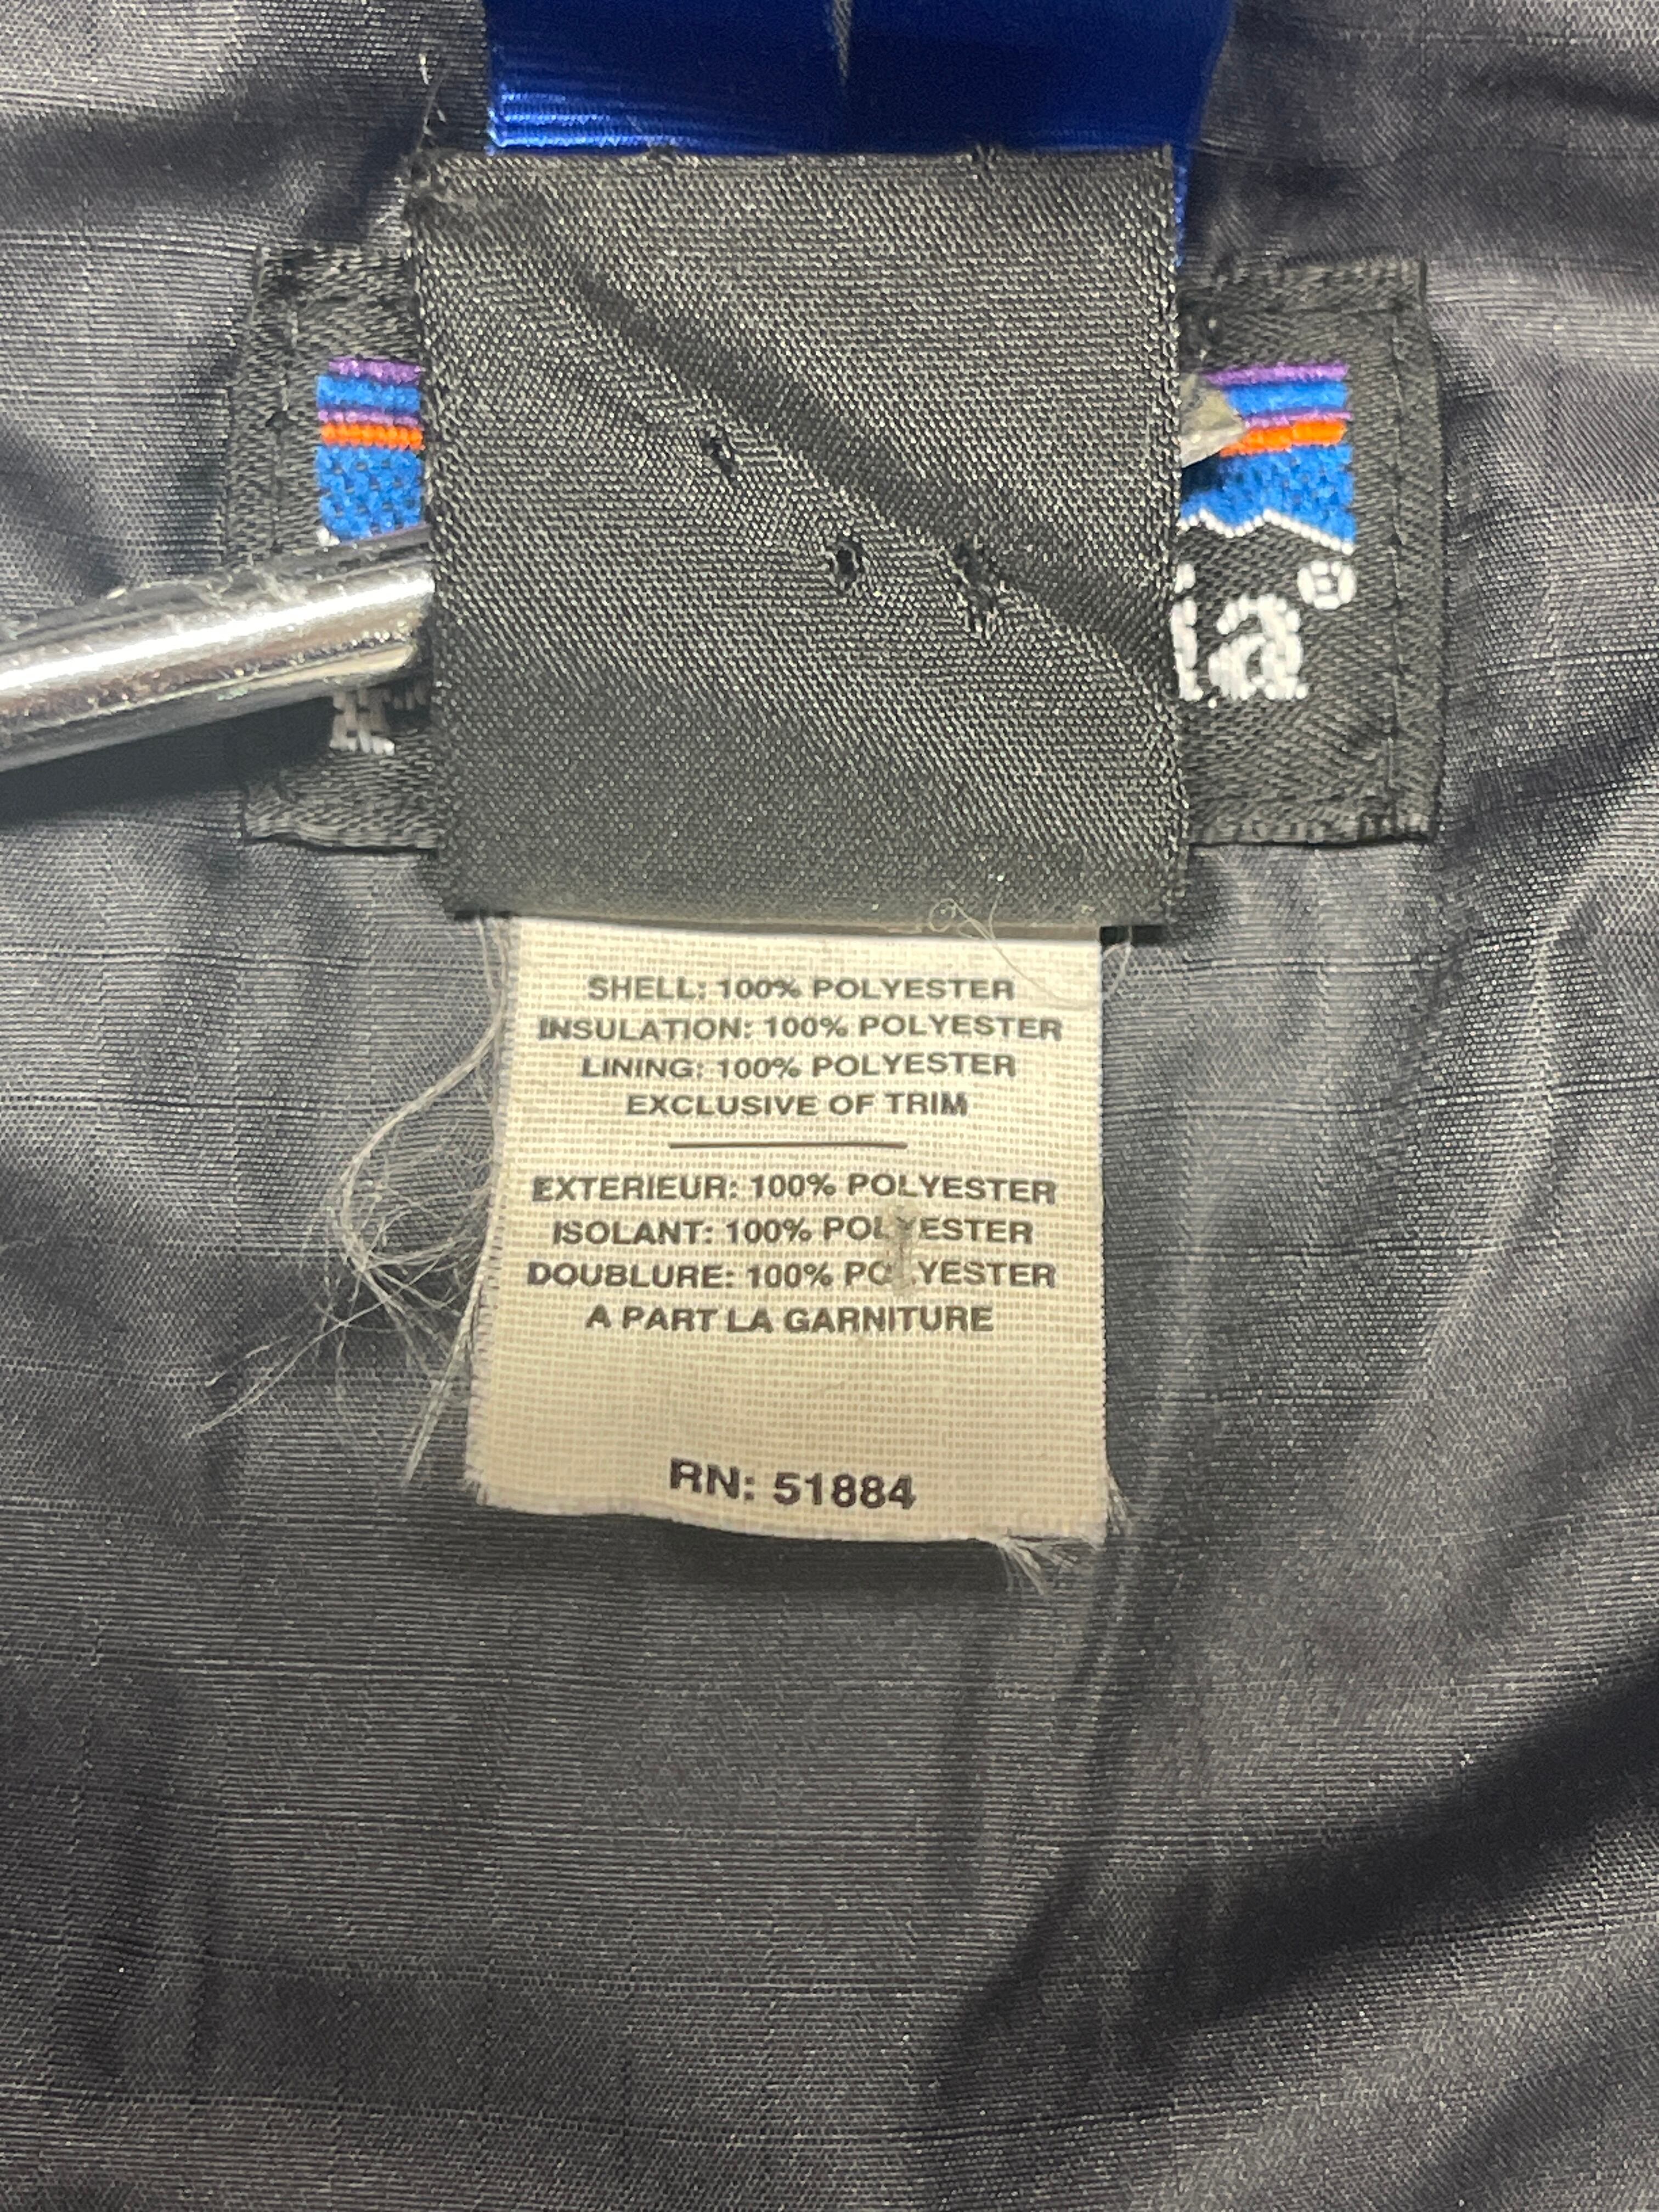 ia®
SHELL: 100% POLYESTER
INSULATION: 100% POLYESTER
LINING: 100% POLYESTER
EXCLUSIVE OF TRIM
EXTERIEUR: 100% POLYESTER
ISOLANT: 100% POLYESTER
DOUBLURE: 100% POLYESTER
A PART LA GARNITURE
RN: 51884